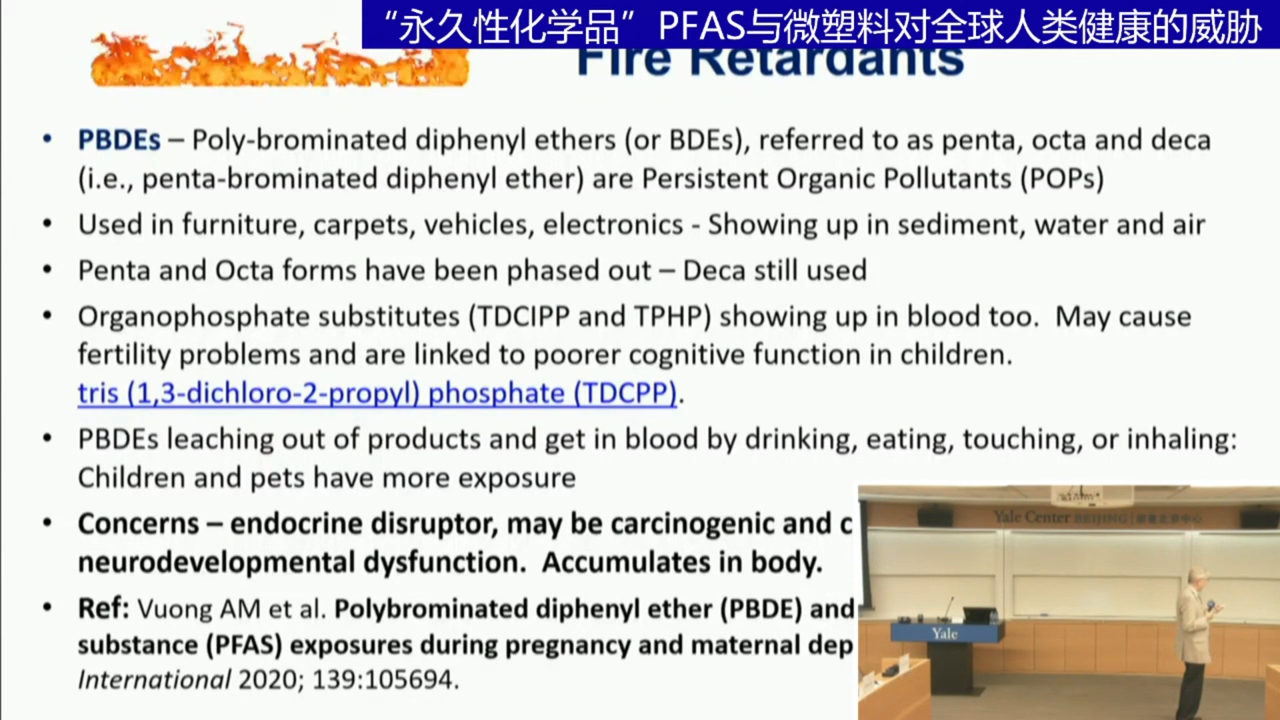 “永久性化学品”PFAS与微塑料对全球人类健康的威胁
Fire Retardants
• PBDEs – Poly-brominated diphenyl ethers (or BDEs), referred to as penta, octa and deca
(i.e., penta-brominated diphenyl ether) are Persistent Organic Pollutants (POPs)
• Used in furniture, carpets, vehicles, electronics - Showing up in sediment, water and air
• Penta and Octa forms have been phased out – Deca still used
• Organophosphate substitutes (TDCIPP and TPHP) showing up in blood too. May cause
fertility problems and are linked to poorer cognitive function in children.
tris (1,3-dichloro-2-propyl) phosphate (TDCPP).
• PBDEs leaching out of products and get in blood by drinking, eating, touching, or inhaling:
Children and pets have more exposure
• Concerns – endocrine disruptor, may be carcinogenic and c
neurodevelopmental dysfunction. Accumulates in body.
• Ref: Vuong AM et al. Polybrominated diphenyl ether (PBDE) and
substance (PFAS) exposures during pregnancy and maternal dep
International 2020; 139:105694.
Yale Center BEIJING
Yale